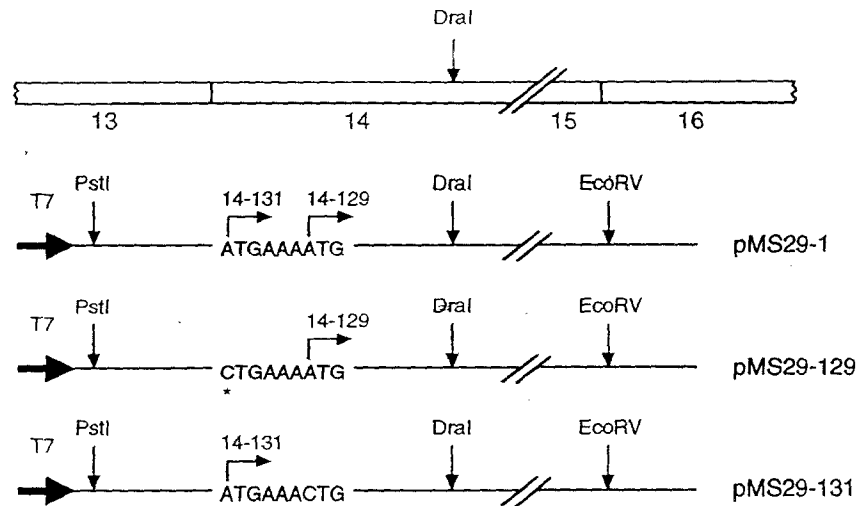 DraI
13 14 15 16
T7 PstI 14-131 14-129 DraI EcoRV
ATGAAAATG pMS29-1
T7 PstI 14-129 DraI EcoRV
CTGAAAATG pMS29-129
*
T7 PstI 14-131 DraI EcoRV
ATGAAACTG pMS29-131